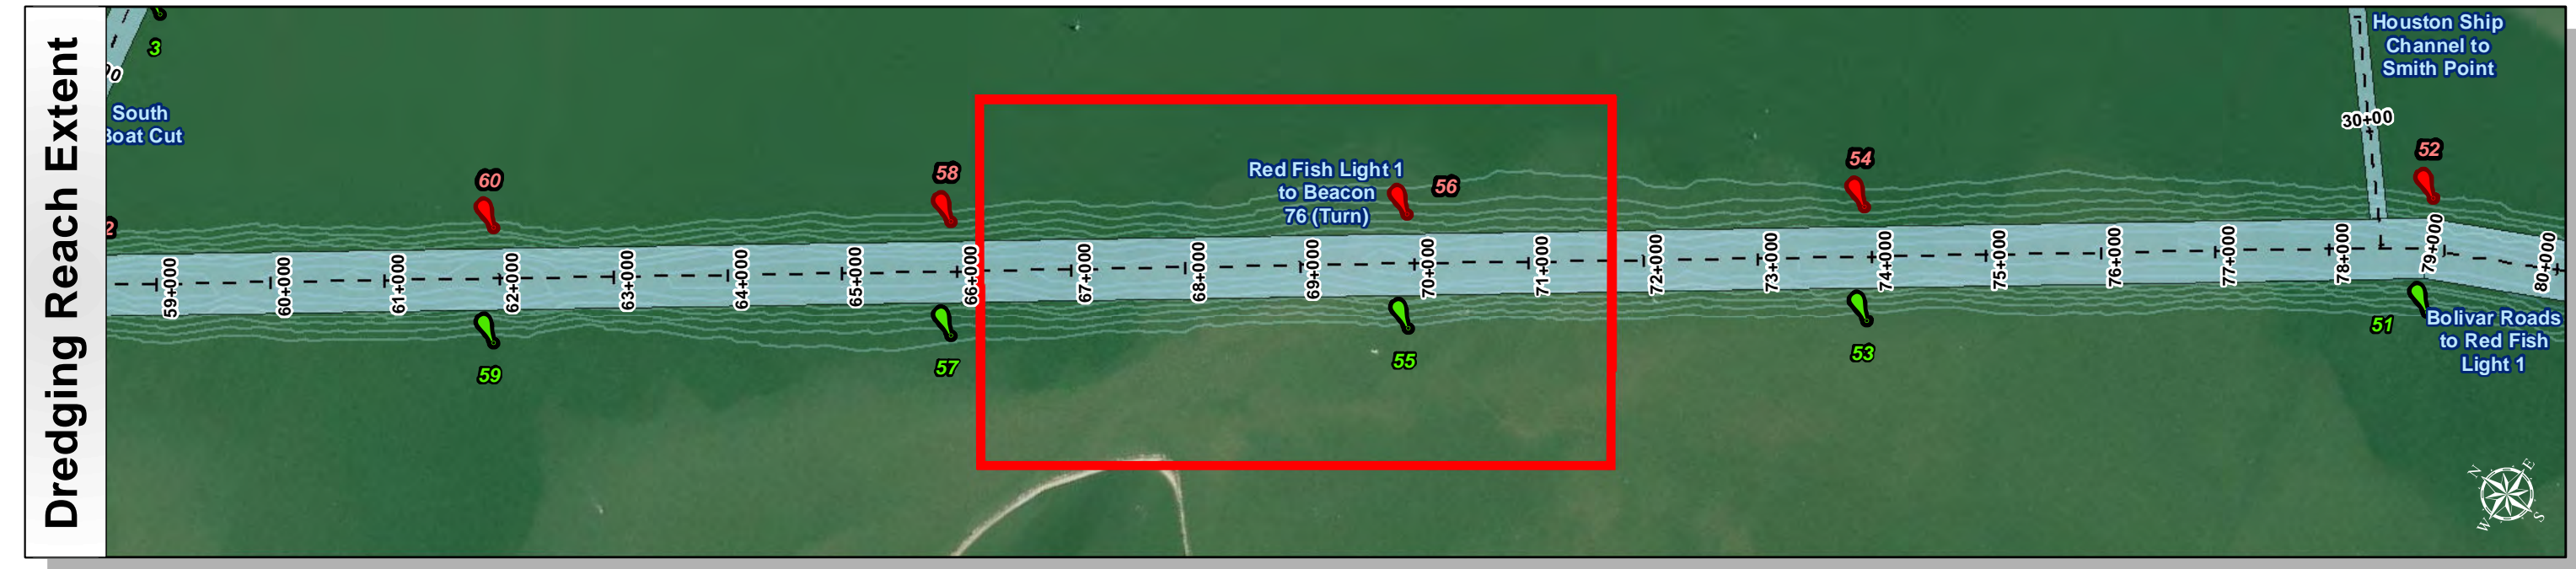 Dredging Reach Extent
3
00
South
Boat Cut
2
60
59
58
57
Red Fish Light 1
to Beacon
76 (Turn)
56
55
54
53
Houston Ship
Channel to
Smith Point
30+00
52
51
Bolivar Roads
to Red Fish
Light 1
59+000
60+000
61+000
62+000
63+000
64+000
65+000
66+000
67+000
68+000
69+000
70+000
71+000
72+000
73+000
74+000
75+000
76+000
77+000
78+000
79+000
80+000
N
E
W
S